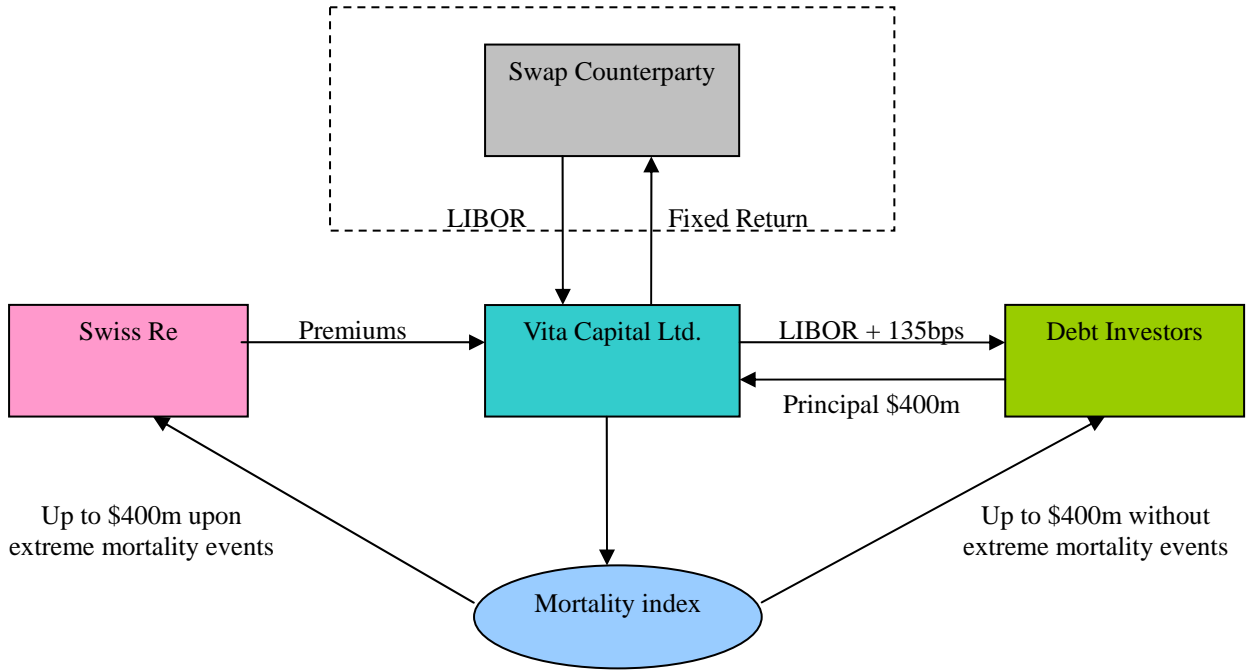 Swap Counterparty
LIBOR
Fixed Return
Swiss Re
Premiums
Vita Capital Ltd.
LIBOR + 135bps
Debt Investors
Principal $400m
Up to $400m upon
extreme mortality events
Up to $400m without
extreme mortality events
Mortality index